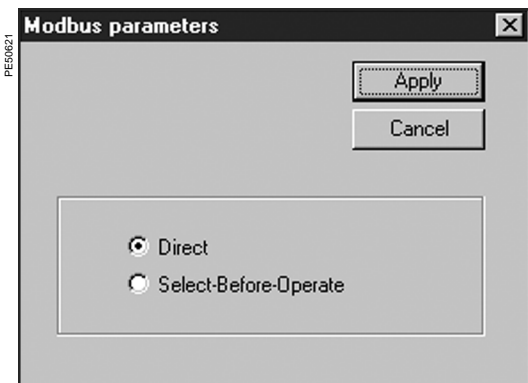 Modbus parameters
PE50621
Apply
Cancel
Direct
Select-Before-Operate